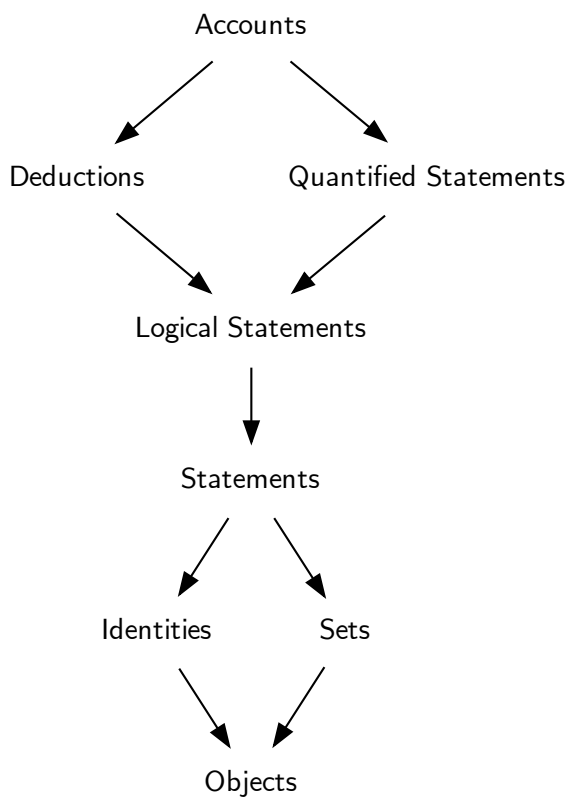 Accounts
Deductions
Quantified Statements
Logical Statements
Statements
Identities
Sets
Objects